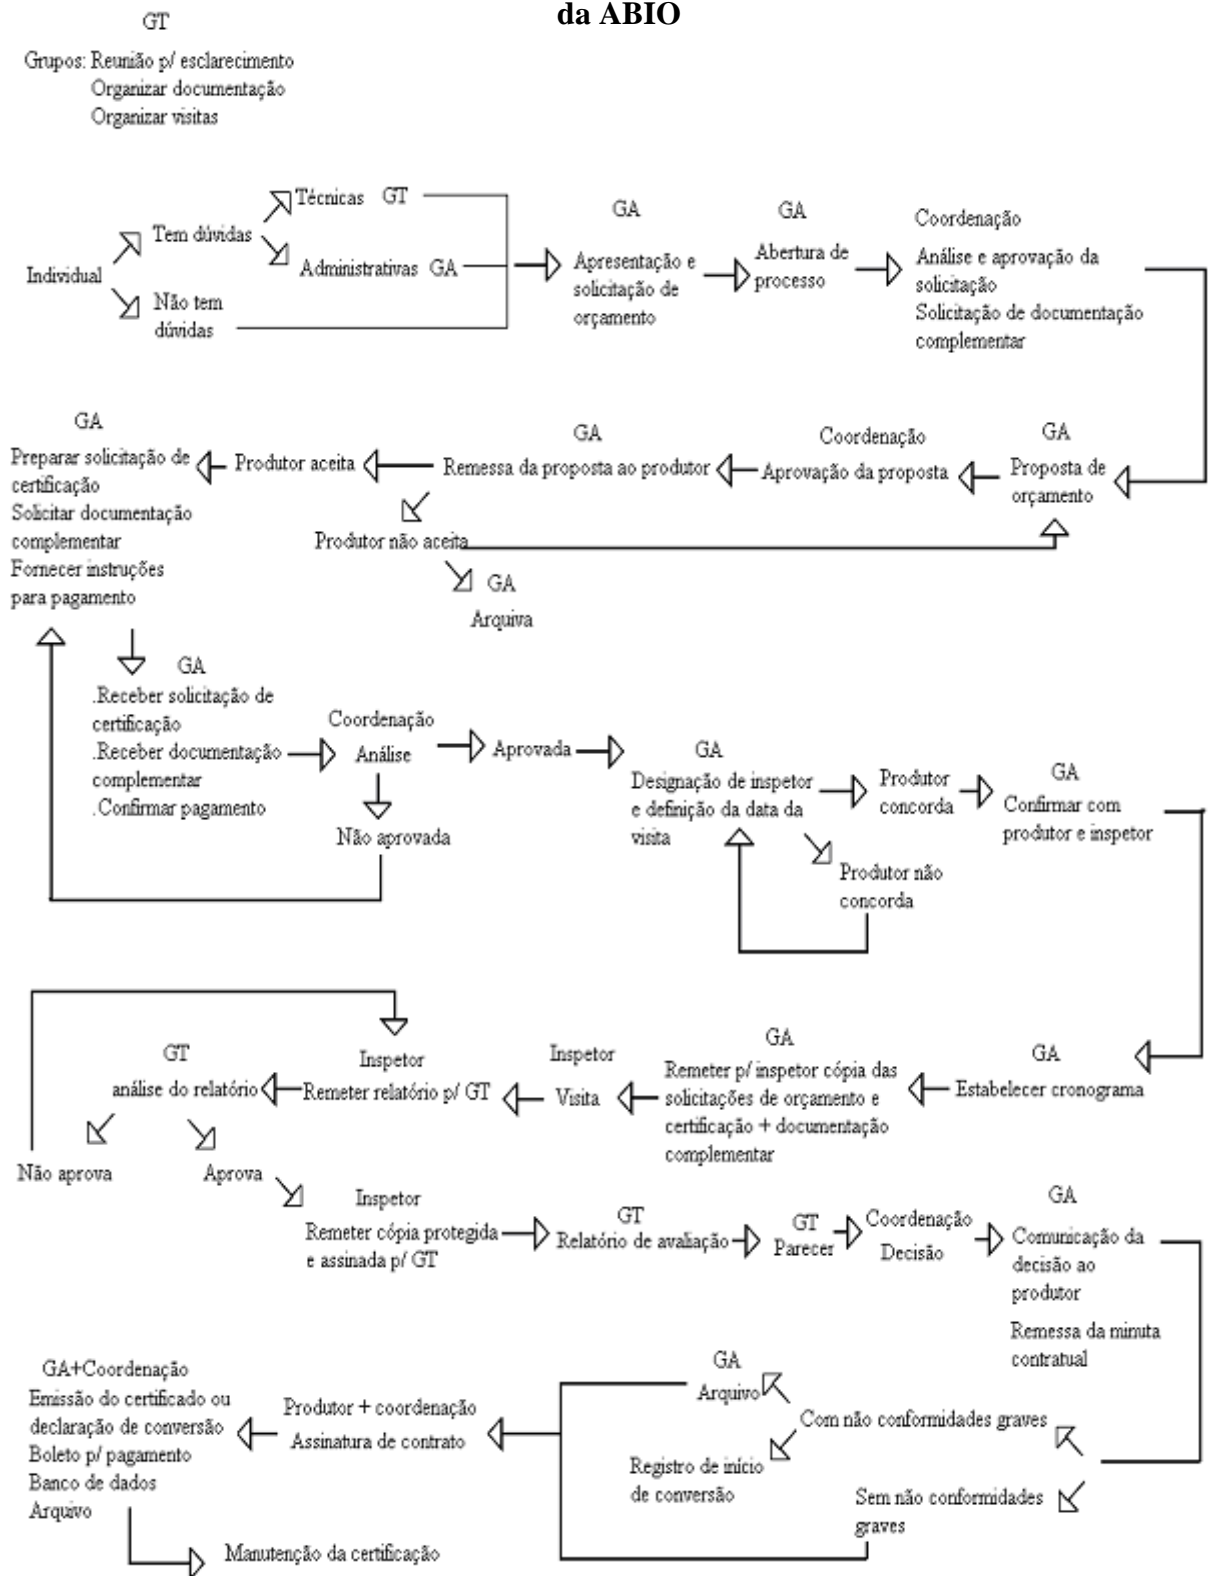 da ABIO
GT
Grupos: Reunião p/ esclarecimento
Organizar documentação
Organizar visitas
Individual
Tem dúvidas
Não tem
dúvidas
Técnicas GT
Administrativas GA
GA
Apresentação e
solicitação de
orçamento
GA
Abertura de
processo
Coordenação
Análise e aprovação da
solicitação
Solicitação de documentação
complementar
GA
Proposta de
orçamento
Coordenação
Aprovação da proposta
GA
Remessa da proposta ao produtor
Produtor aceita
Produtor não aceita
GA
Arquiva
GA
Preparar solicitação de
certificação
Solicitar documentação
complementar
Fornecer instruções
para pagamento
GA
.Receber solicitação de
certificação
.Receber documentação
complementar
.Confirmar pagamento
Coordenação
Análise
Não aprovada
Aprovada
GA
Designação de inspetor
e definição da data da
visita
Produtor
concorda
Produtor não
concorda
GA
Confirmar com
produtor e inspetor
GA
Estabelecer cronograma
GA
Remeter p/ inspetor cópia das
solicitações de orçamento e
certificação + documentação
complementar
Inspetor
Visita
Inspetor
Remeter relatório p/ GT
GT
análise do relatório
Não aprova
Aprova
Inspetor
Remeter cópia protegida
e assinada p/ GT
GT
Relatório de avaliação
GT
Parecer
Coordenação
Decisão
GA
Comunicação da
decisão ao
produtor
Remessa da minuta
contratual
Com não conformidades graves
GA
Arquivo
Registro de início
de conversão
Sem não conformidades
graves
Produtor + coordenação
Assinatura de contrato
GA+Coordenação
Emissão do certificado ou
declaração de conversão
Boleto p/ pagamento
Banco de dados
Arquivo
Manutenção da certificação